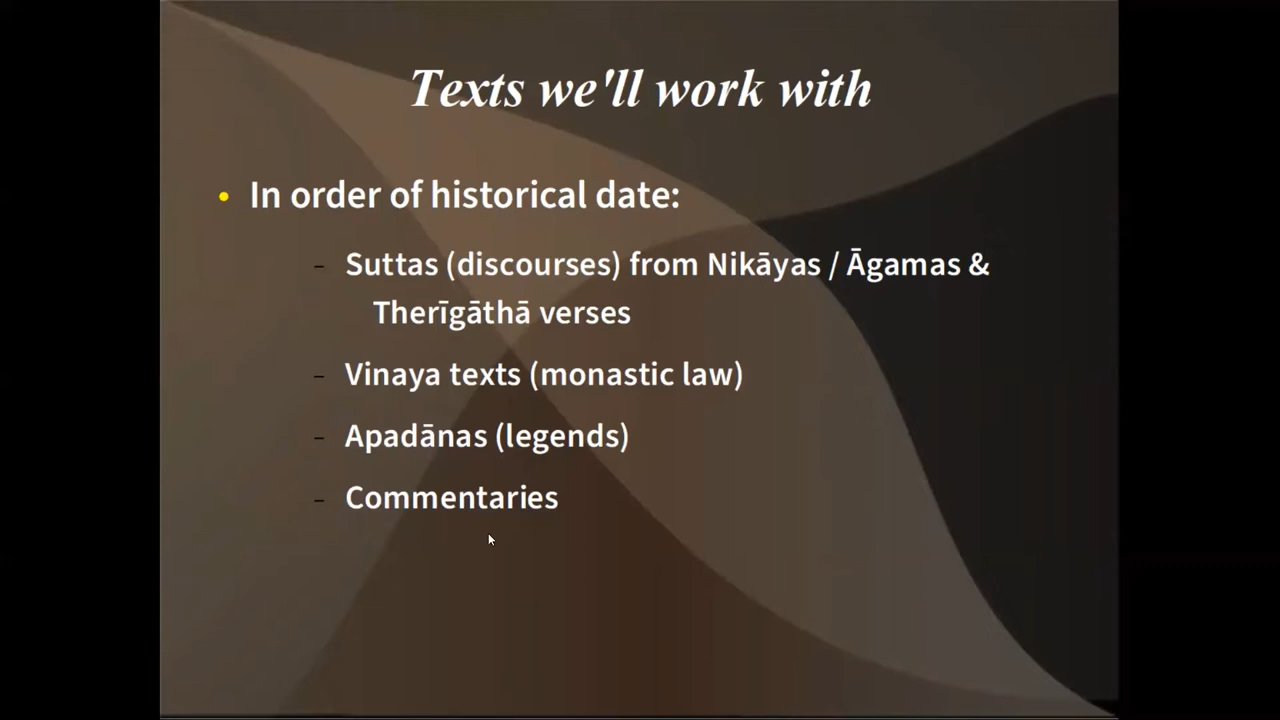 Texts we'll work with
• In order of historical date:
– Suttas (discourses) from Nikāyas / Āgamas &
Therīgāthā verses
– Vinaya texts (monastic law)
– Apadānas (legends)
– Commentaries